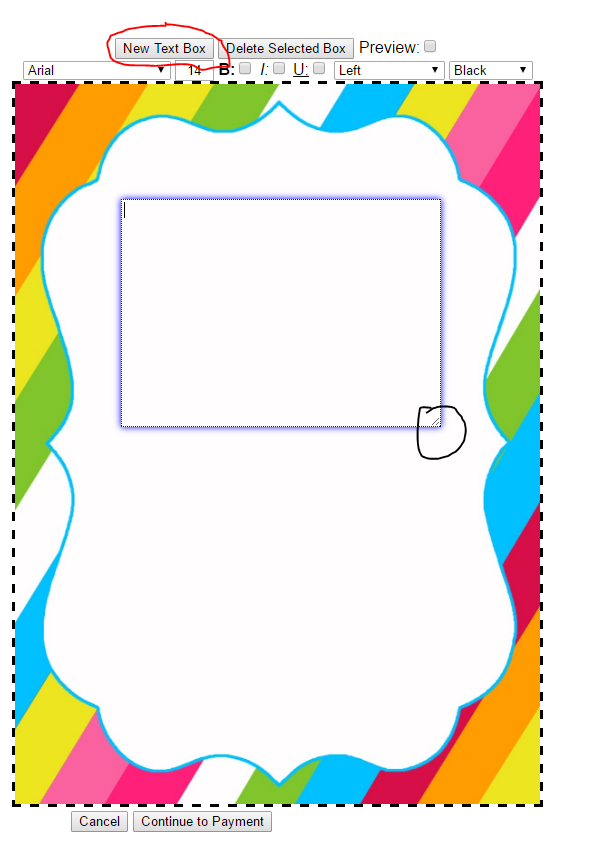 New Text Box Delete Selected Box Preview:
Arial 14 B: I: U: Left Black
Cancel Continue to Payment